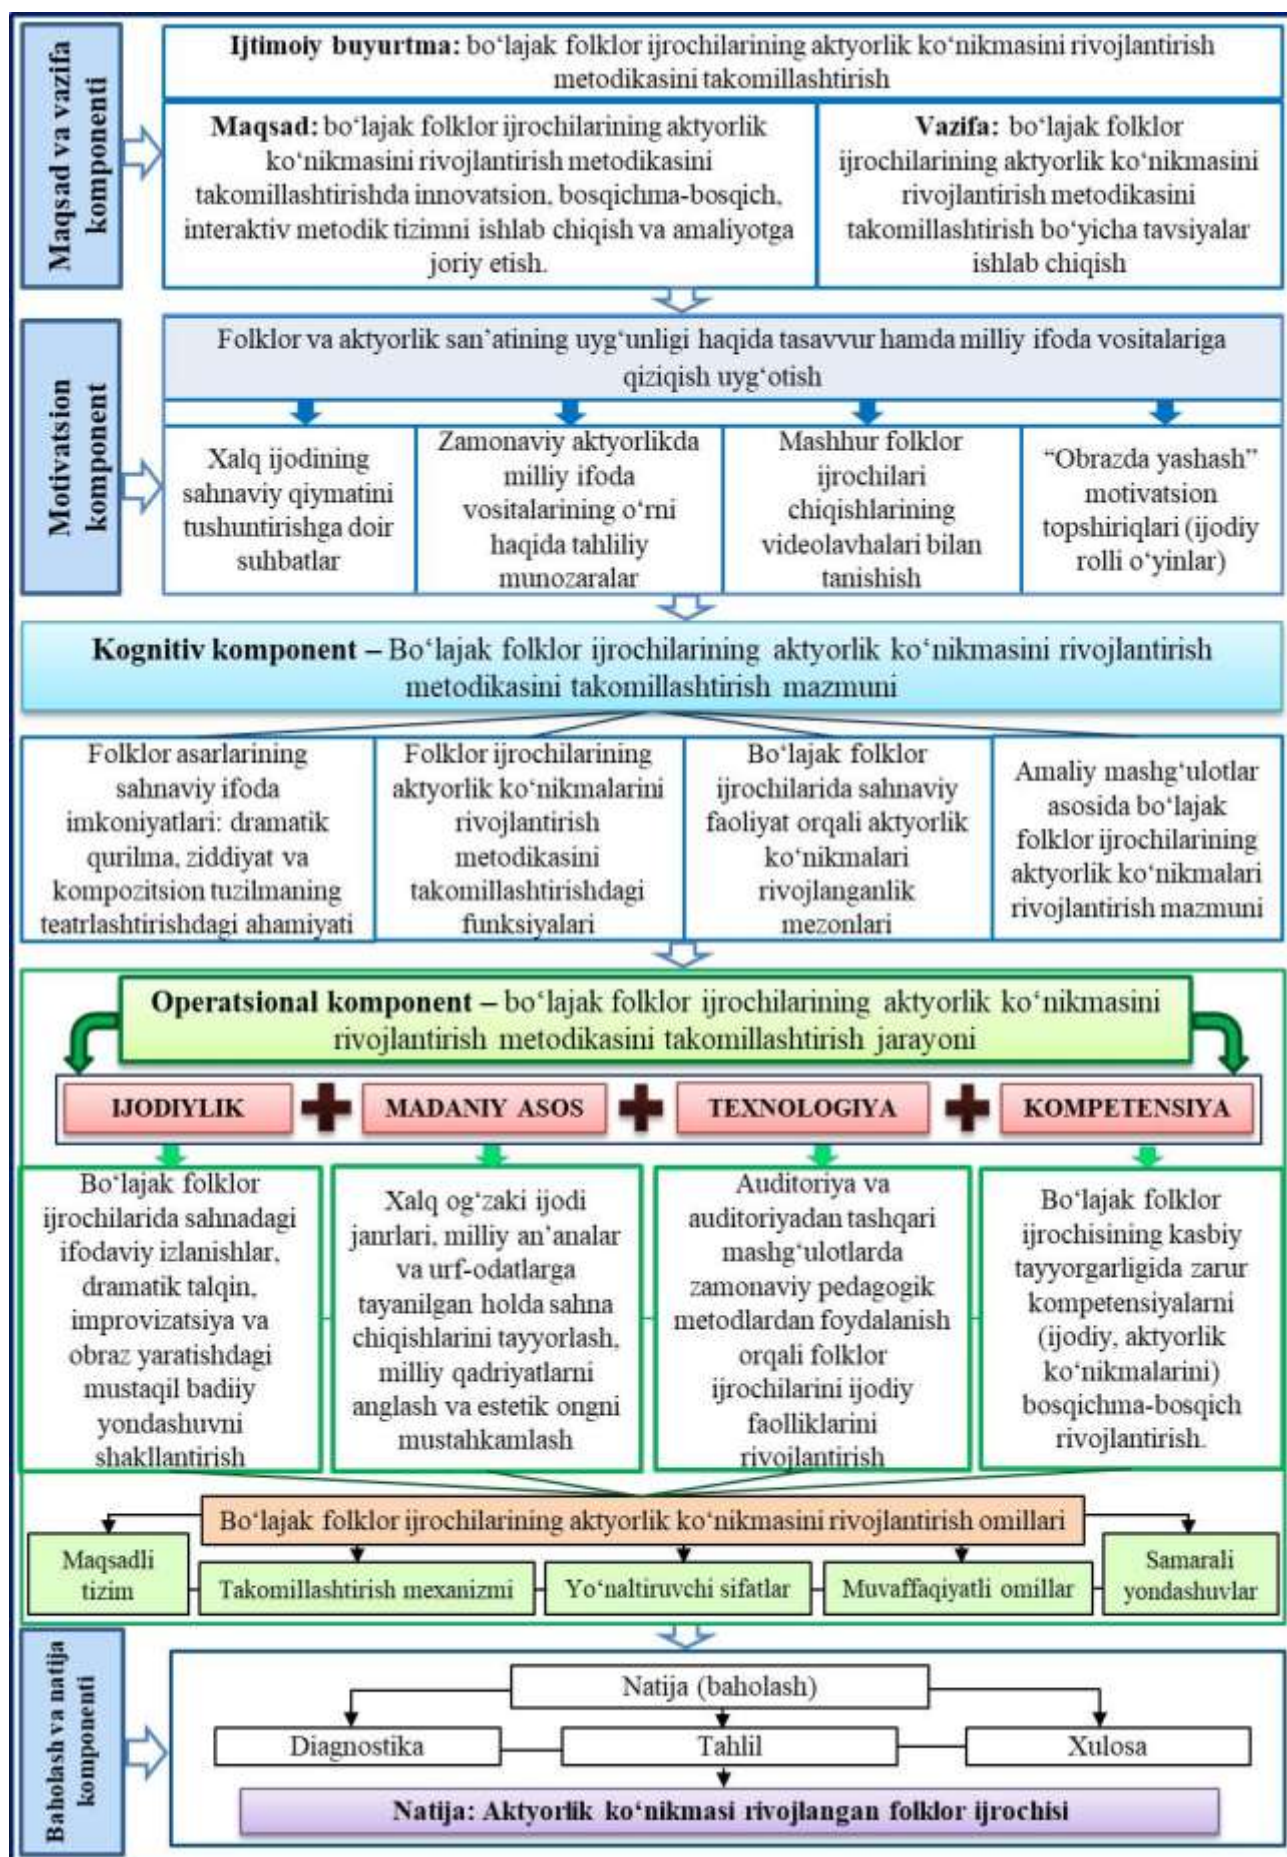 Maqsad va vazifa
komponenti
Ijtimoiy buyurtma: bo‘lajak folklor ijrochilarining aktyorlik ko‘nikmasini rivojlantirish
metodikasini takomillashtirish
Maqsad: bo‘lajak folklor ijrochilarining aktyorlik
ko‘nikmasini rivojlantirish metodikasini
takomillashtirishda innovatsion, bosqichma-bosqich,
interaktiv metodik tizimni ishlab chiqish va amaliyotga
joriy etish.
Vazifa: bo‘lajak folklor
ijrochilarining aktyorlik ko‘nikmasini
rivojlantirish metodikasini
takomillashtirish bo‘yicha tavsiyalar
ishlab chiqish
Motivatsion
komponent
Folklor va aktyorlik san’atining uyg‘unligi haqida tasavvur hamda milliy ifoda vositalariga
qiziqish uyg‘otish
Xalq ijodining
sahnaviy qiymatini
tushuntirishga doir
suhbatlar
Zamonaviy aktyorlikda
milliy ifoda
vositalarining o‘rni
haqida tahliliy
munozaralar
Mashhur folklor
ijrochilari
chiqishlarining
videolavhalari bilan
tanishish
“Obrazda yashash”
motivatsion
topshiriqlari (ijodiy
rolli o‘yinlar)
Kognitiv komponent – Bo‘lajak folklor ijrochilarining aktyorlik ko‘nikmasini rivojlantirish
metodikasini takomillashtirish mazmuni
Folklor asarlarining
sahnaviy ifoda
imkoniyatlari: dramatik
qurilma, ziddiyat va
kompozitsion tuzilmaning
teatrlashtirishdagi ahamiyati
Folklor ijrochilarining
aktyorlik ko‘nikmalarini
rivojlantirish
metodikasini
takomillashtirishdagi
funksiyalari
Bo‘lajak folklor
ijrochilarida sahnaviy
faoliyat orqali aktyorlik
ko‘nikmalari
rivojlanganlik
mezonlari
Amaliy mashg‘ulotlar
asosida bo‘lajak
folklor ijrochilarining
aktyorlik ko‘nikmalari
rivojlantirish mazmuni
Operatsional komponent – bo‘lajak folklor ijrochilarining aktyorlik ko‘nikmasini
rivojlantirish metodikasini takomillashtirish jarayoni
IJODIYLIK
MADANIY ASOS
TEXNOLOGIYA
KOMPETENSIYA
Bo‘lajak folklor
ijrochilarida sahnadagi
ifodaviy izlanishlar,
dramatik talqin,
improvizatsiya va
obraz yaratishdagi
mustaqil badiiy
yondashuvni
shakllantirish
Xalq og‘zaki ijodi
janrlari, milliy an’analar
va urf-odatlarga
tayanilgan holda sahna
chiqishlarini tayyorlash,
milliy qadriyatlarni
anglash va estetik ongni
mustahkamlash
Auditoriya va
auditoriyadan tashqari
mashg‘ulotlarda
zamonaviy pedagogik
metodlardan foydalanish
orqali folklor
ijrochilarini ijodiy
faolliklarini
rivojlantirish
Bo‘lajak folklor
ijrochisining kasbiy
tayyorgarligida zarur
kompetensiyalarni
(ijodiy, aktyorlik
ko‘nikmalarini)
bosqichma-bosqich
rivojlantirish.
Bo‘lajak folklor ijrochilarining aktyorlik ko‘nikmasini rivojlantirish omillari
Maqsadli
tizim
Takomillashtirish mexanizmi
Yo‘naltiruvchi sifatlar
Muvaffaqiyatli omillar
Samarali
yondashuvlar
Baholash va natija
komponenti
Natija (baholash)
Diagnostika
Tahlil
Xulosa
Natija: Aktyorlik ko‘nikmasi rivojlangan folklor ijrochisi